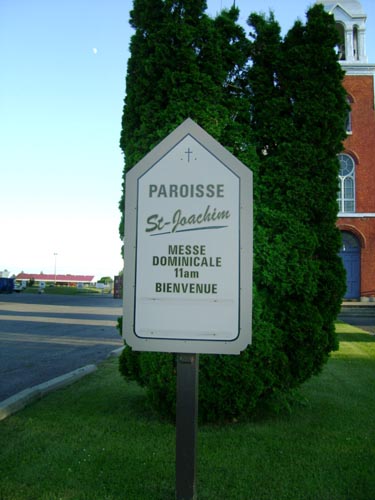 PAROISSE
St-Joachim
MESSE
DOMINICALE
11am
BIENVENUE